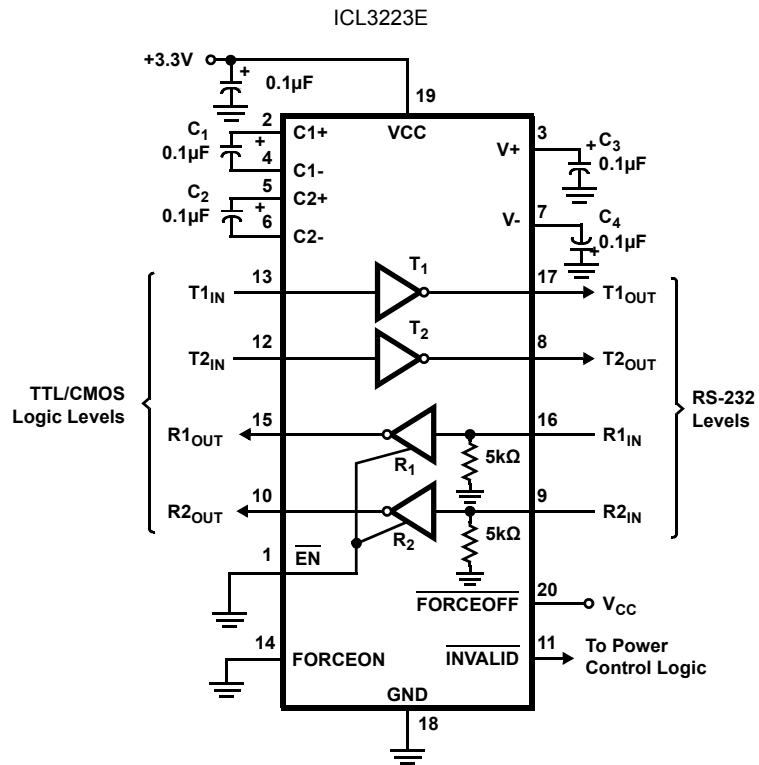 ICL3223E
+3.3V
+
0.1µF
19
VCC
2
C1+
C1
0.1µF
+
4
C1-
5
C2+
C2
0.1µF
+
6
C2-
3
V+
+
C3
0.1µF
7
V-
C4
0.1µF
+
T1
T1IN
13
17
T1OUT
T2
T2IN
12
8
T2OUT
TTL/CMOS
Logic Levels
RS-232
Levels
R1OUT
15
R1
5kΩ
16
R1IN
R2OUT
10
R2
5kΩ
9
R2IN
1
EN
FORCEOFF
20
VCC
14
FORCEON
INVALID
11
To Power
Control Logic
GND
18